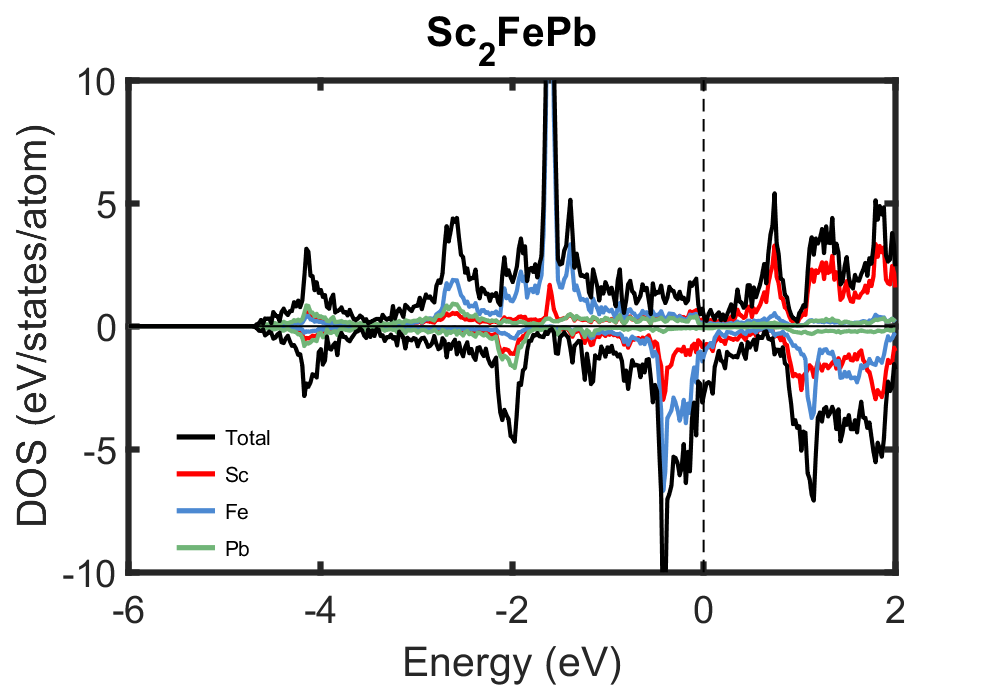 Sc2FePb
10
5
0
-5
-10
DOS (eV/states/atom)
Total
Sc
Fe
Pb
-6 -4 -2 0 2
Energy (eV)